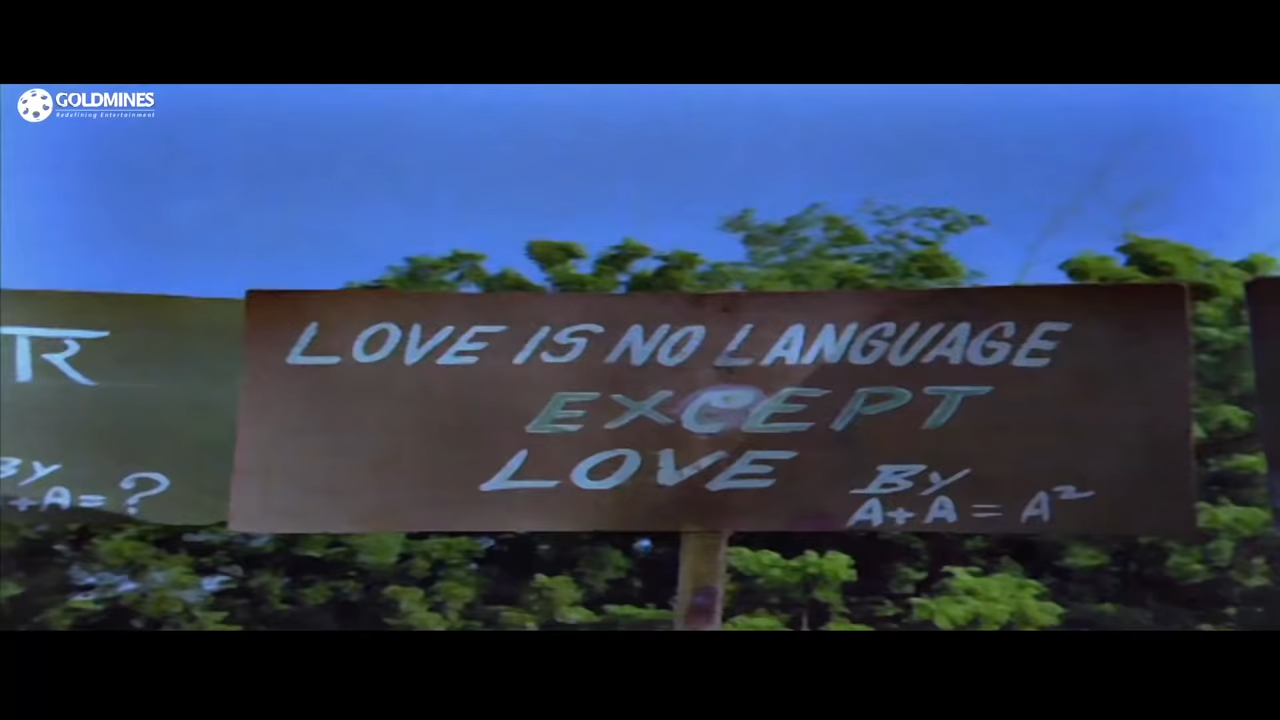 GOLDMINES
Redefining Entertainment
LOVE IS NO LANGUAGE
EXCEPT
LOVE
BY
A+A = A²
BY
+A = ?